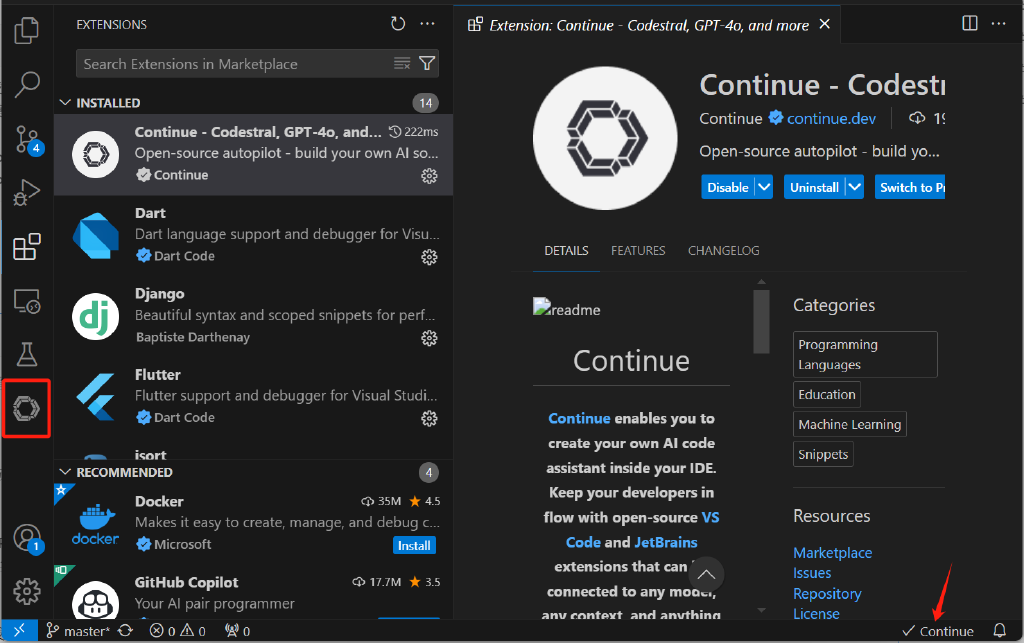 EXTENSIONS
Search Extensions in Marketplace
INSTALLED
14
Continue - Codestral, GPT-4o, and...
222ms
Open-source autopilot - build your own AI so...
Continue
Dart
Dart language support and debugger for Visu...
Dart Code
Django
Beautiful syntax and scoped snippets for perf...
Baptiste Darthenay
Flutter
Flutter support and debugger for Visual Studi...
Dart Code
isort
RECOMMENDED
4
Docker
35M
4.5
Makes it easy to create, manage, and debug c...
Microsoft
Install
docker
GitHub Copilot
17.7M
3.5
Your AI pair programmer
4
1
dj
Extension: Continue - Codestral, GPT-4o, and more
Continue - Codestr
Continue
continue.dev
19
Open-source autopilot - build yo...
Disable
Uninstall
Switch to Pr
DETAILS
FEATURES
CHANGELOG
readme
Continue
Continue enables you to
create your own AI code
assistant inside your IDE.
Keep your developers in
flow with open-source VS
Code and JetBrains
extensions that can
connected to any model,
any context, and anything
Categories
Programming
Languages
Education
Machine Learning
Snippets
Resources
Marketplace
Issues
Repository
License
master*
0
0
0
Continue